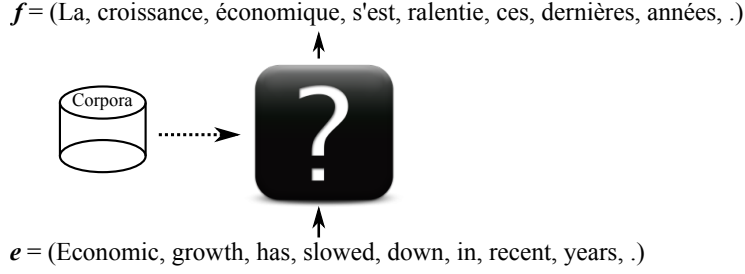 f = (La, croissance, économique, s'est, ralentie, ces, dernières, années, .)
Corpora
?
e = (Economic, growth, has, slowed, down, in, recent, years, .)